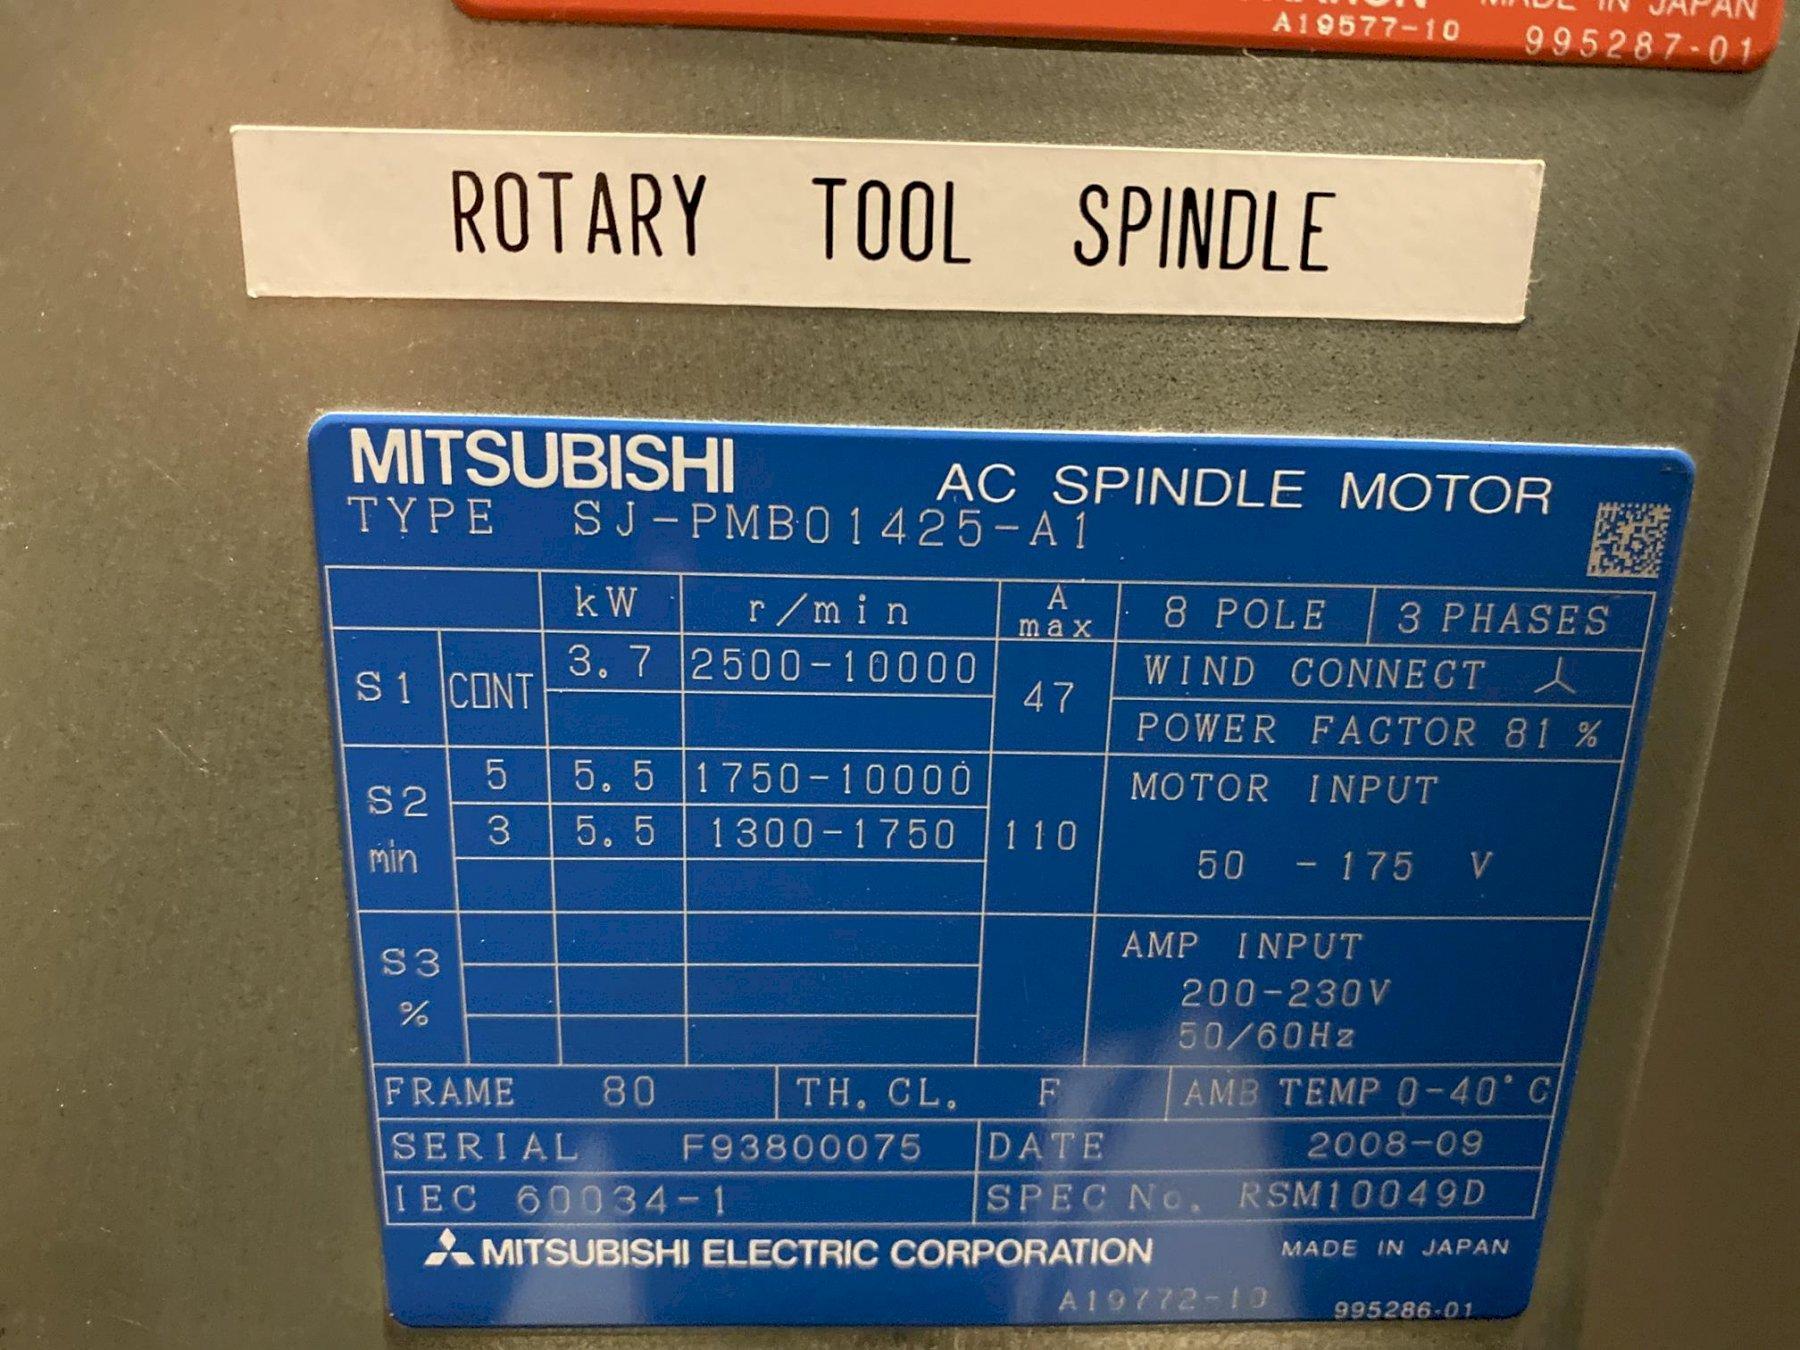 MADE IN JAPAN
A19577-10 995287-01
ROTARY TOOL SPINDLE
MITSUBISHI AC SPINDLE MOTOR
TYPE SJ-PMB01425-A1
kW r/min A max 8 POLE 3 PHASES
S1 CONT 3.7 2500-10000 47 WIND CONNECT
POWER FACTOR 81 %
S2 min 5 5.5 1750-10000 110 MOTOR INPUT
3 5.5 1300-1750
50 - 175 V
S3 % AMP INPUT
200-230V
50/60Hz
FRAME 80 TH. CL. F AMB TEMP 0-40°C
SERIAL F93800075 DATE 2008-09
IEC 60034-1 SPEC No. RSM10049D
MITSUBISHI ELECTRIC CORPORATION MADE IN JAPAN
A19772-10 995286-01